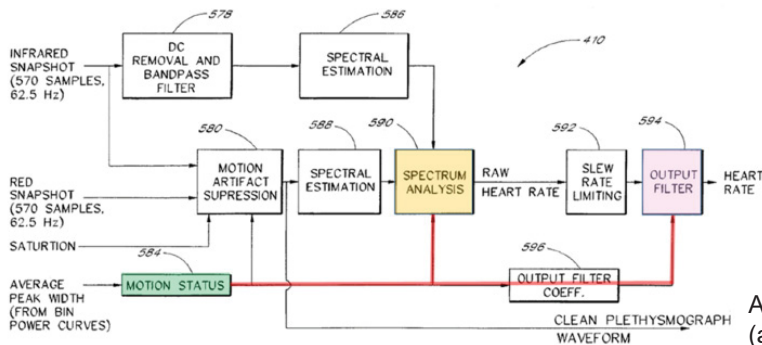 578
586
410
INFRARED
SNAPSHOT
(570 SAMPLES,
62.5 Hz)
DC
REMOVAL AND
BANDPASS
FILTER
SPECTRAL
ESTIMATION
580
588
590
592
594
MOTION
ARTIFACT
SUPRESSION
SPECTRAL
ESTIMATION
SPECTRUM
ANALYSIS
RAW
HEART RATE
SLEW
RATE
LIMITING
OUTPUT
FILTER
HEART
RATE
RED
SNAPSHOT
(570 SAMPLES,
62.5 Hz)
SATURTION
584
596
AVERAGE
PEAK WIDTH
(FROM BIN
POWER CURVES)
MOTION STATUS
OUTPUT FILTER
COEFF.
CLEAN PLETHYSMOGRAPH
WAVEFORM
A
(a